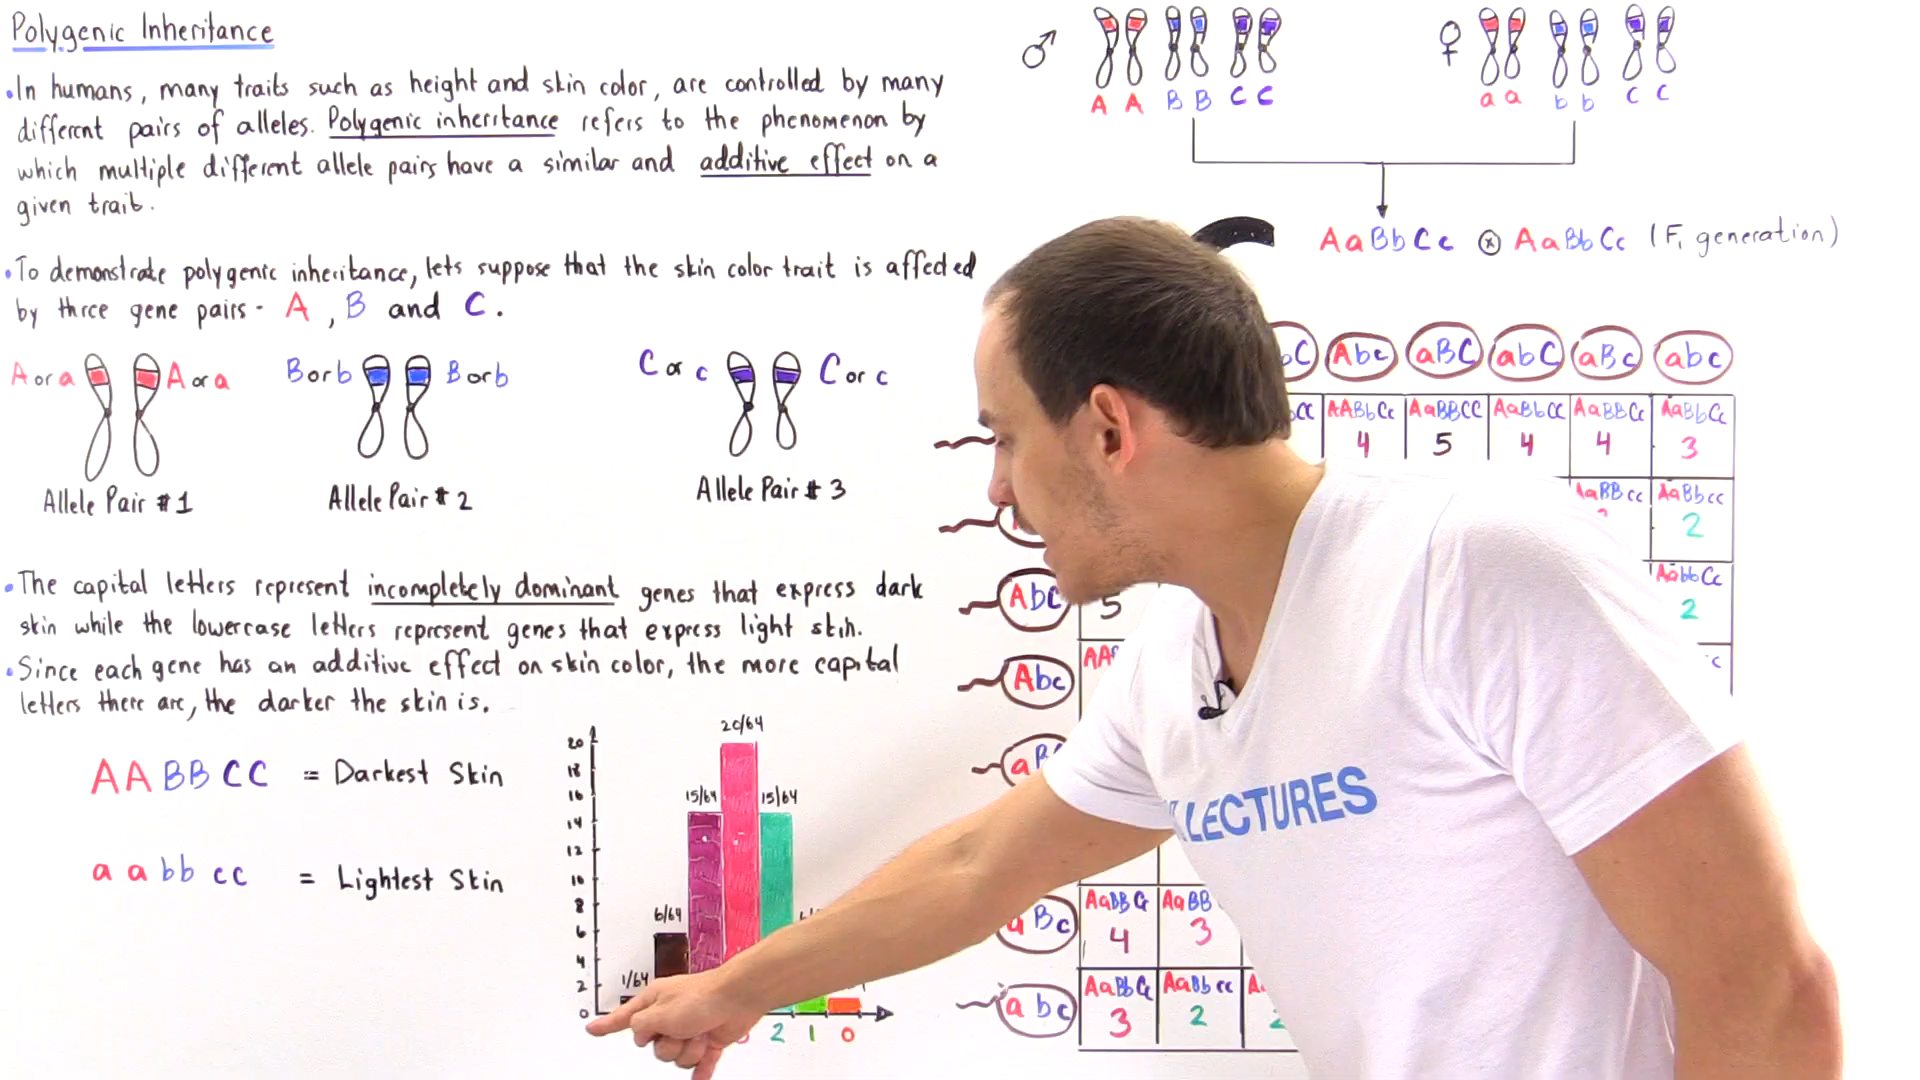 Polygenic Inheritance
•In humans, many traits such as height and skin color, are controlled by many
different pairs of alleles. Polygenic inheritance refers to the phenomenon by
which multiple different allele pairs have a similar and additive effect on a
given trait.
•To demonstrate polygenic inheritance, lets suppose that the skin color trait is affected
by three gene pairs - A, B and C.
A or a A or a B or b B or b C or c C or c
Allele Pair #1 Allele Pair #2 Allele Pair #3
•The capital letters represent incompletely dominant genes that express dark
skin while the lowercase letters represent genes that express light skin.
•Since each gene has an additive effect on skin color, the more capital
letters there are, the darker the skin is.
AA BB CC = Darkest Skin
aa bb cc = Lightest Skin
20/64
15/64 15/64
6/64
1/64
20
18
16
14
12
10
8
6
4
2
0
2 1 0
♂ A A B B C C
♀ a a b b c c
AaBbCc ⊗ AaBbCc (F1 generation)
Abc aBC abC aBc abc
AABbCc AaBBCC AaBbCC AaBBCc AaBbCc
4 5 4 4 3
AaBBcc AaBbcc
2
AabbCc
AbC 5 2
Abc
aBc AaBB
4 3
abc AaBbCc AaBbcc
3 2
LECTURES